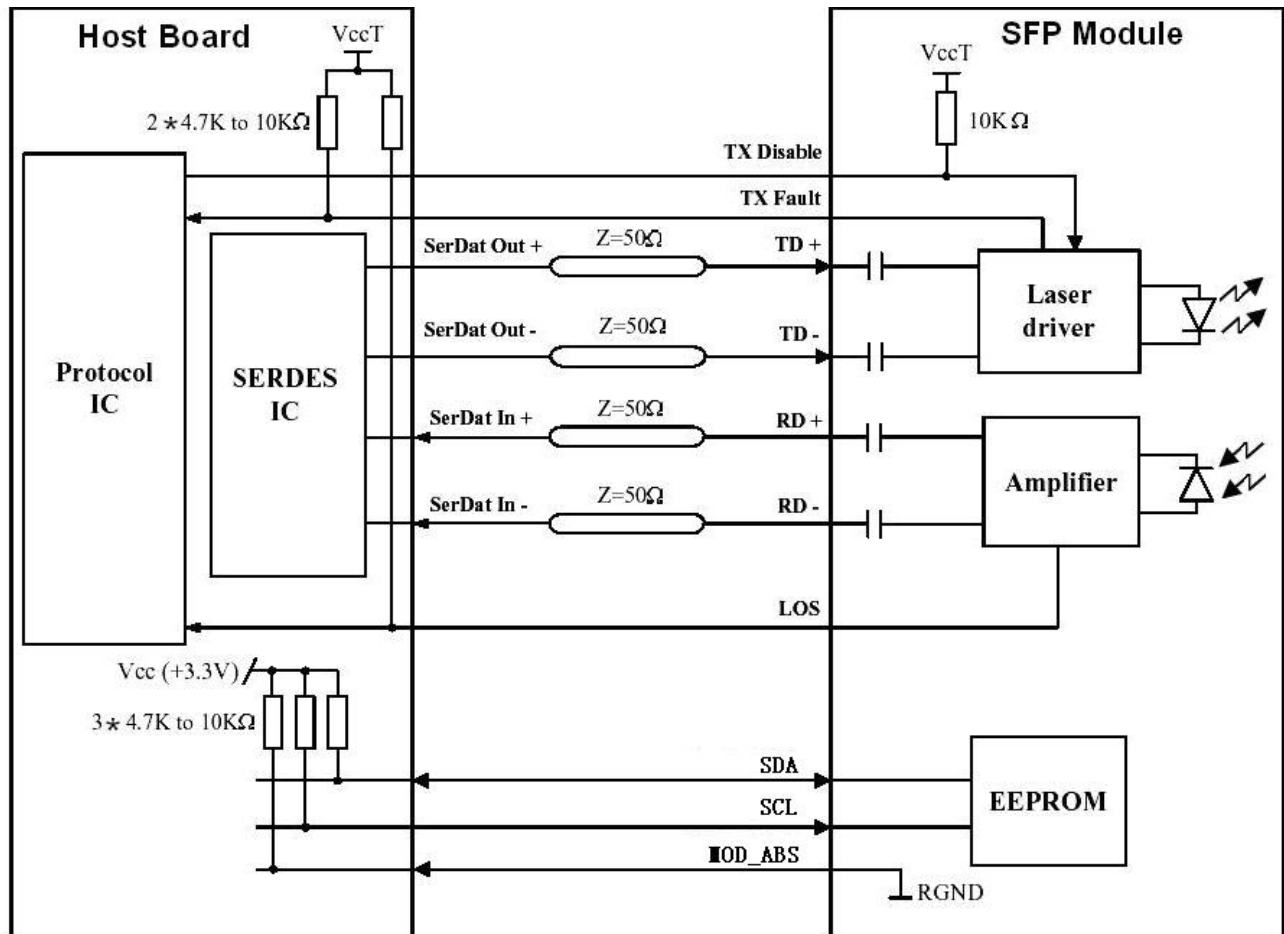 Host Board
VccT
SFP Module
VccT
2*4.7K to 10KΩ
10KΩ
TX Disable
TX Fault
SerDat Out +
Z=50Ω
TD +
Laser
driver
SerDat Out -
Z=50Ω
TD -
Protocol
IC
SERDES
IC
SerDat In +
Z=50Ω
RD +
Amplifier
SerDat In -
Z=50Ω
RD -
LOS
Vcc (+3.3V)
3*4.7K to 10KΩ
SDA
SCL
EEPROM
MOD_ABS
RGND